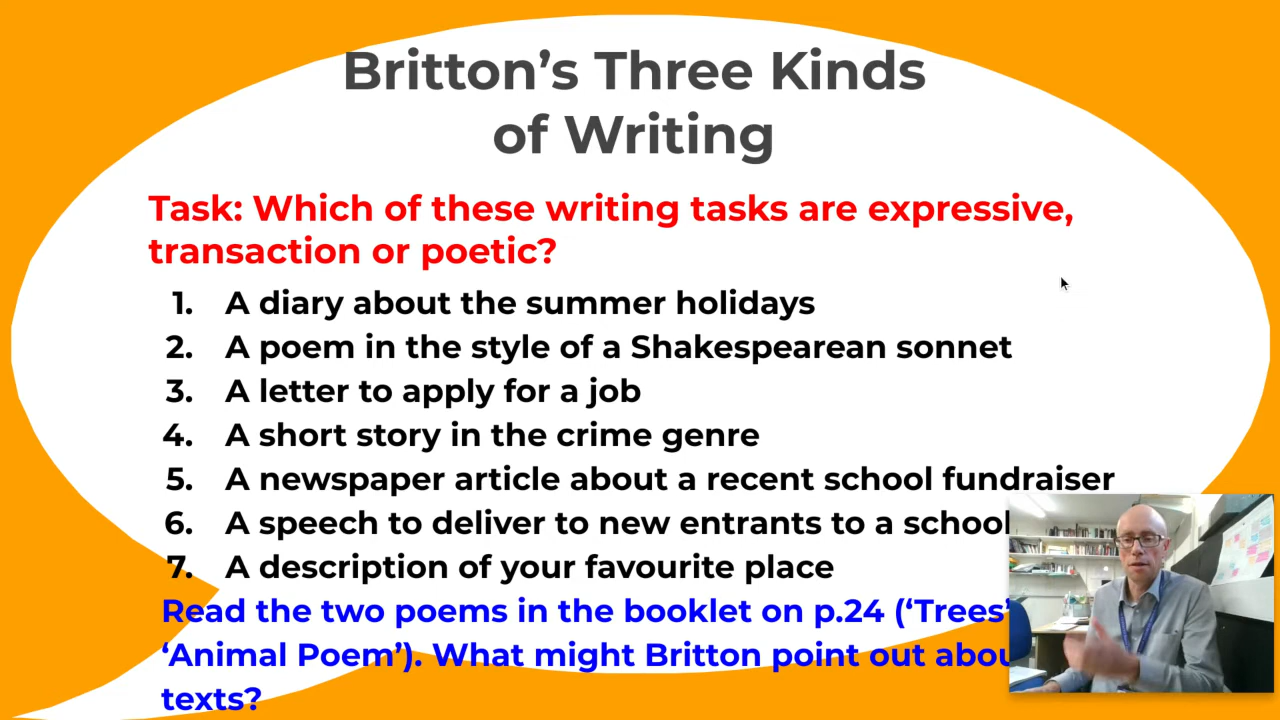 Britton’s Three Kinds
of Writing
Task: Which of these writing tasks are expressive,
transaction or poetic?
1. A diary about the summer holidays
2. A poem in the style of a Shakespearean sonnet
3. A letter to apply for a job
4. A short story in the crime genre
5. A newspaper article about a recent school fundraiser
6. A speech to deliver to new entrants to a school
7. A description of your favourite place
Read the two poems in the booklet on p.24 (‘Trees’
‘Animal Poem’). What might Britton point out
texts?